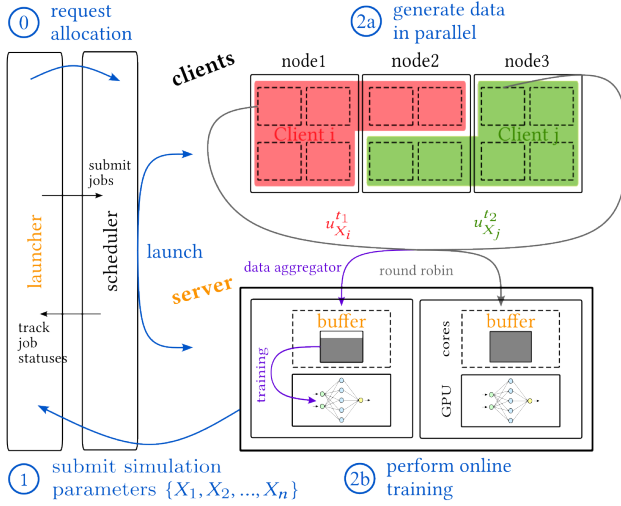 0 request
allocation
2a generate data
in parallel
clients
node1 node2 node3
Client i
Client j
submit
jobs
launcher
scheduler
launch
track
job
statuses
$u_{X_i}^{t_1}$
$u_{X_j}^{t_2}$
data aggregator
round robin
server
buffer
buffer
training
cores
GPU
1 submit simulation
parameters $\{X_1, X_2, ..., X_n\}$
2b perform online
training